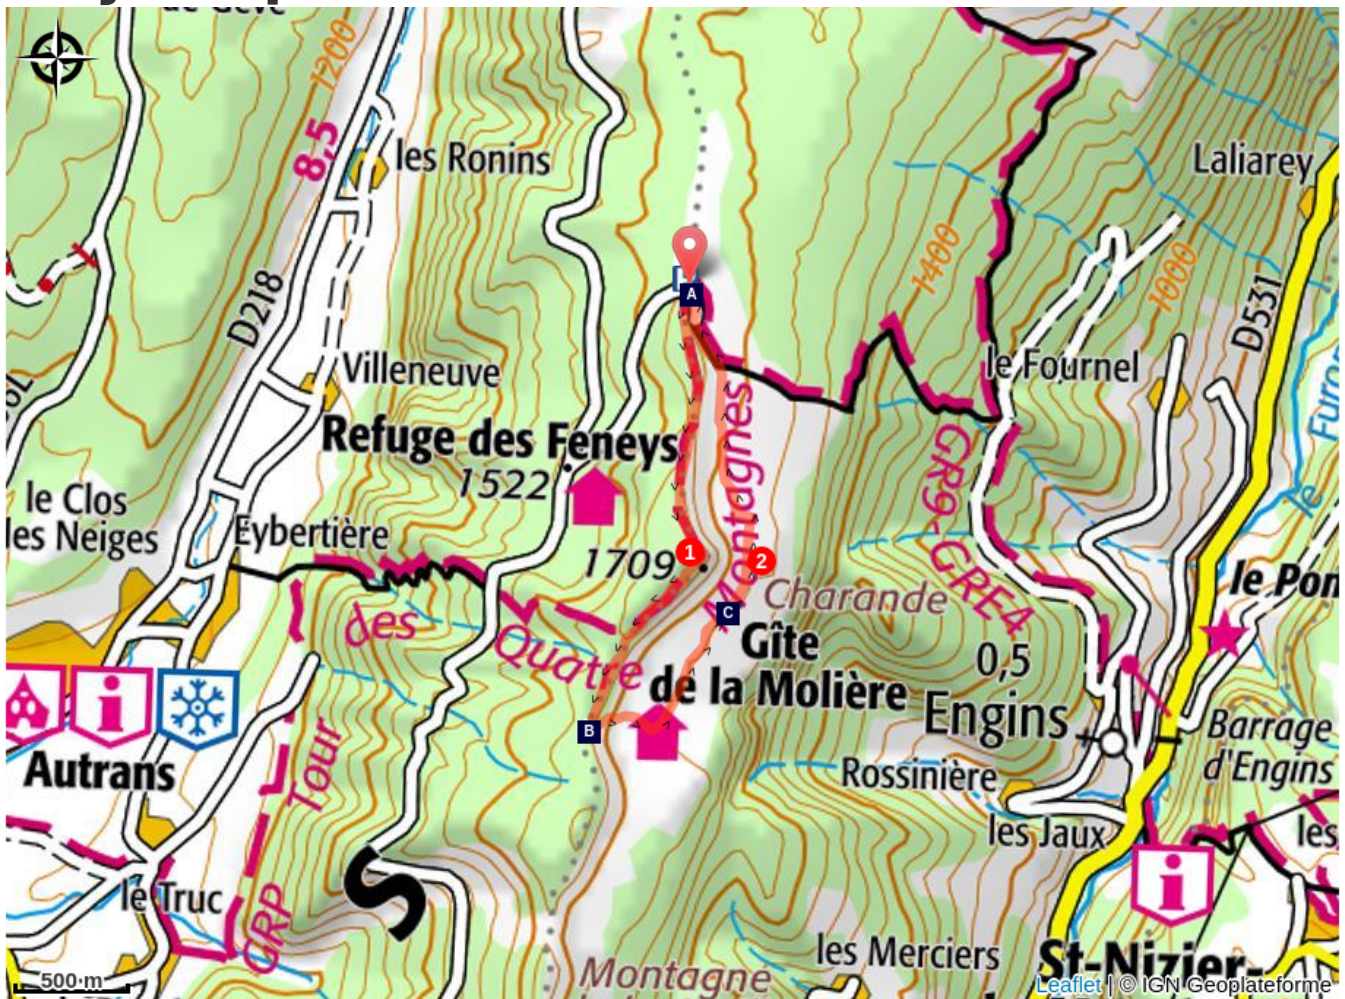 1200
8,5
les Ronins
Laliarey
D218
1400
1000
D531
A
Villeneuve
le Fournel
Refuge des Feneys
1522
le Clos
Eybertière
les Neiges
1709
1
2
Montagnes
GR9-GRE4
le
Charande
C
des
Quatre
Gîte
de la Molière
0,5
Engins
B
Autrans
Tour
Barrage
d'Engins
Rossinière
les Jaux
les
le Truc
GRP
les Merciers
St-Nizier
Montagne
500 m
Leaflet | © IGN Geoplateforme